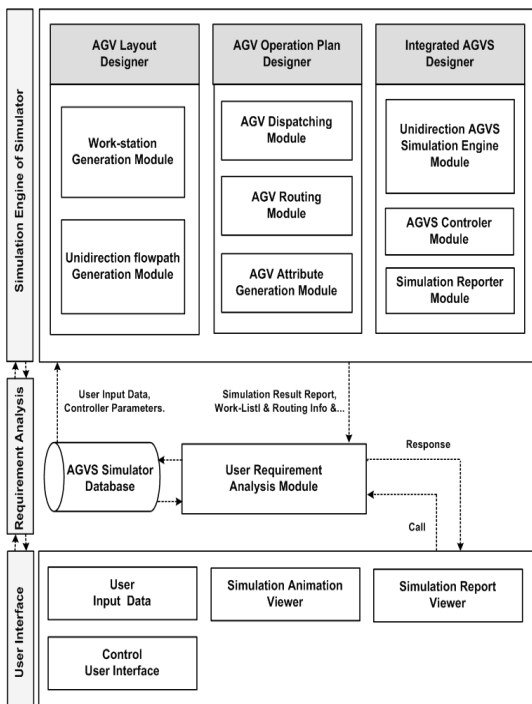 Simulation Engine of Simulator
AGV Layout
Designer
Work-station
Generation Module
Unidirection flowpath
Generation Module
AGV Operation Plan
Designer
AGV Dispatching
Module
AGV Routing
Module
AGV Attribute
Generation Module
Integrated AGVS
Designer
Unidirection AGVS
Simulation Engine
Module
AGVS Controler
Module
Simulation Reporter
Module
Requirement Analysis
User Input Data,
Controller Parameters.
Simulation Result Report,
Work-Listl & Routing Info &...
AGVS Simulator
Database
User Requirement
Analysis Module
Response
Call
User Interface
User
Input Data
Simulation Animation
Viewer
Simulation Report
Viewer
Control
User Interface